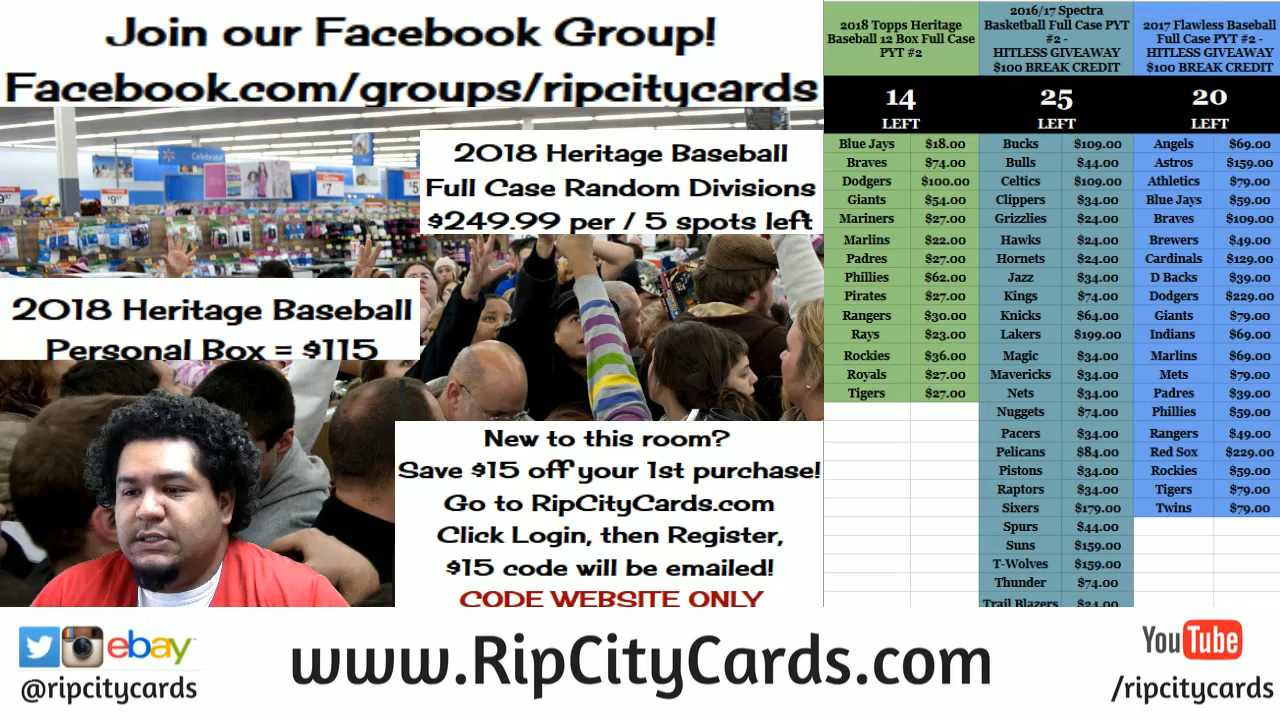 Join our Facebook Group!
Facebook.com/groups/ripcitycards
Celebrate
$7
$5
2018 Heritage Baseball
Full Case Random Divisions
$249.99 per / 5 spots left
2018 Heritage Baseball
Personal Box = $115
New to this room?
Save $15 off your 1st purchase!
Go to RipCityCards.com
Click Login, then Register,
$15 code will be emailed!
CODE WEBSITE ONLY
2018 Topps Heritage
Baseball 12 Box Full Case
PYT #2
14
LEFT
Blue Jays $18.00
Braves $74.00
Dodgers $100.00
Giants $54.00
Mariners $27.00
Marlins $22.00
Padres $27.00
Phillies $62.00
Pirates $27.00
Rangers $30.00
Rays $23.00
Rockies $36.00
Royals $27.00
Tigers $27.00
2016/17 Spectra
Basketball Full Case PYT
#2 -
HITLESS GIVEAWAY
$100 BREAK CREDIT
25
LEFT
Bucks $109.00
Bulls $44.00
Celtics $109.00
Clippers $34.00
Grizzlies $24.00
Hawks $24.00
Hornets $24.00
Jazz $34.00
Kings $74.00
Knicks $64.00
Lakers $199.00
Magic $34.00
Mavericks $34.00
Nets $34.00
Nuggets $74.00
Pacers $34.00
Pelicans $84.00
Pistons $34.00
Raptors $34.00
Sixers $179.00
Spurs $44.00
Suns $159.00
T-Wolves $159.00
Thunder $74.00
Trail Blazers $24.00
2017 Flawless Baseball
Full Case PYT #2 -
HITLESS GIVEAWAY
$100 BREAK CREDIT
20
LEFT
Angels $69.00
Astros $159.00
Athletics $79.00
Blue Jays $59.00
Braves $109.00
Brewers $49.00
Cardinals $129.00
D Backs $39.00
Dodgers $229.00
Giants $79.00
Indians $69.00
Marlins $69.00
Mets $79.00
Padres $39.00
Phillies $59.00
Rangers $49.00
Red Sox $229.00
Rockies $59.00
Tigers $79.00
Twins $79.00
ebay
@ripcitycards
www.RipCityCards.com
YouTube
/ripcitycards